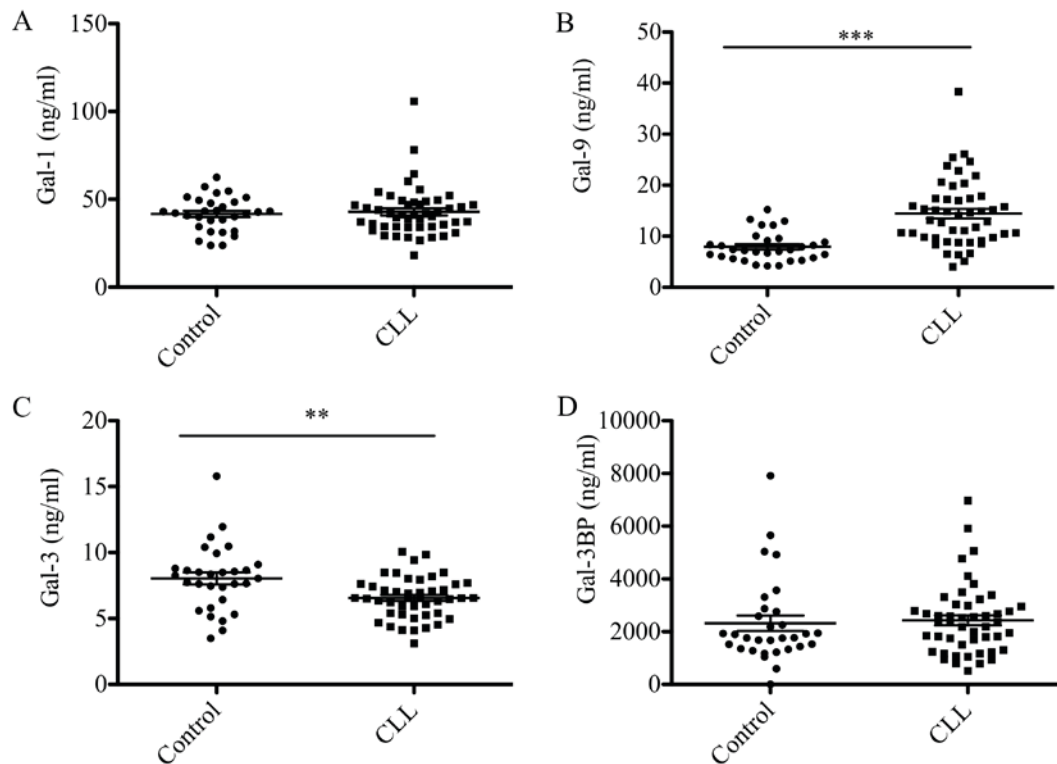 A
Gal-1 (ng/ml)
150
100
50
0
Control
CLL
B
Gal-9 (ng/ml)
50
40
30
20
10
0
***
Control
CLL
C
Gal-3 (ng/ml)
20
15
10
5
0
**
Control
CLL
D
Gal-3BP (ng/ml)
10000
8000
6000
4000
2000
0
Control
CLL